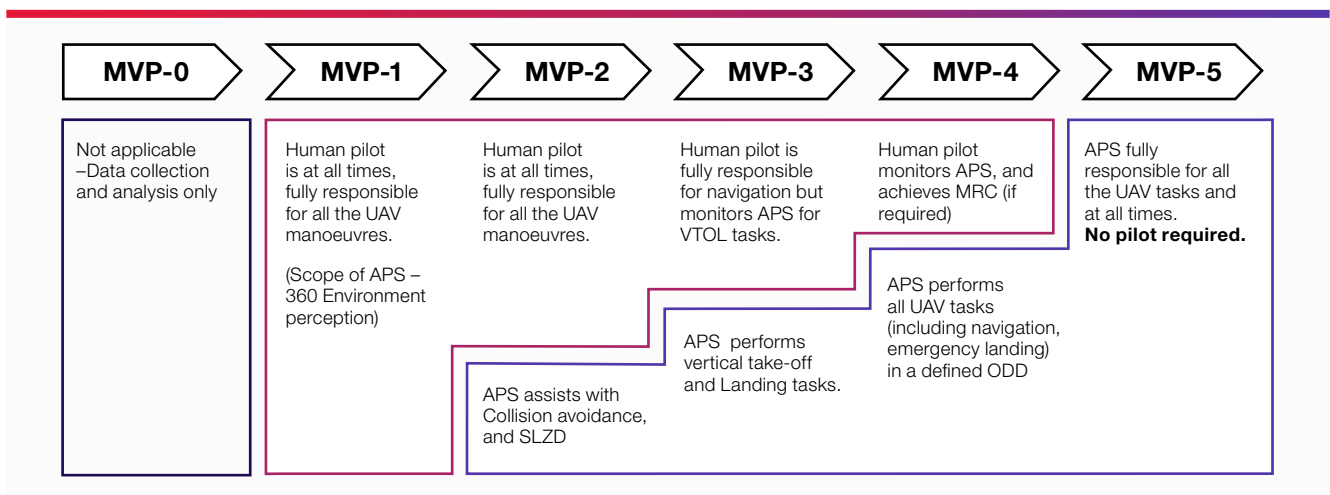 MVP-0
MVP-1
MVP-2
MVP-3
MVP-4
MVP-5
Not applicable
–Data collection
and analysis only
Human pilot
is at all times,
fully responsible
for all the UAV
manoeuvres.
(Scope of APS –
360 Environment
perception)
Human pilot
is at all times,
fully responsible
for all the UAV
manoeuvres.
APS assists with
Collision avoidance,
and SLZD
Human pilot is
fully responsible
for navigation but
monitors APS for
VTOL tasks.
APS performs
vertical take-off
and Landing tasks.
Human pilot
monitors APS, and
achieves MRC (if
required)
APS performs
all UAV tasks
(including navigation,
emergency landing)
in a defined ODD
APS fully
responsible for all
the UAV tasks and
at all times.
No pilot required.